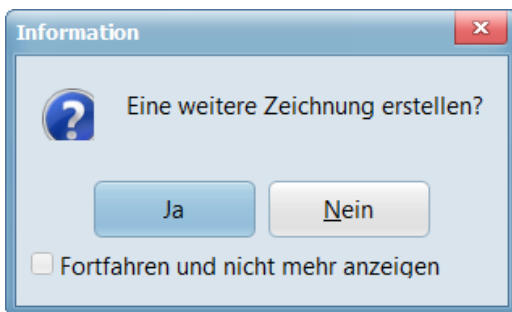 Information
Eine weitere Zeichnung erstellen?
Ja
Nein
Fortfahren und nicht mehr anzeigen